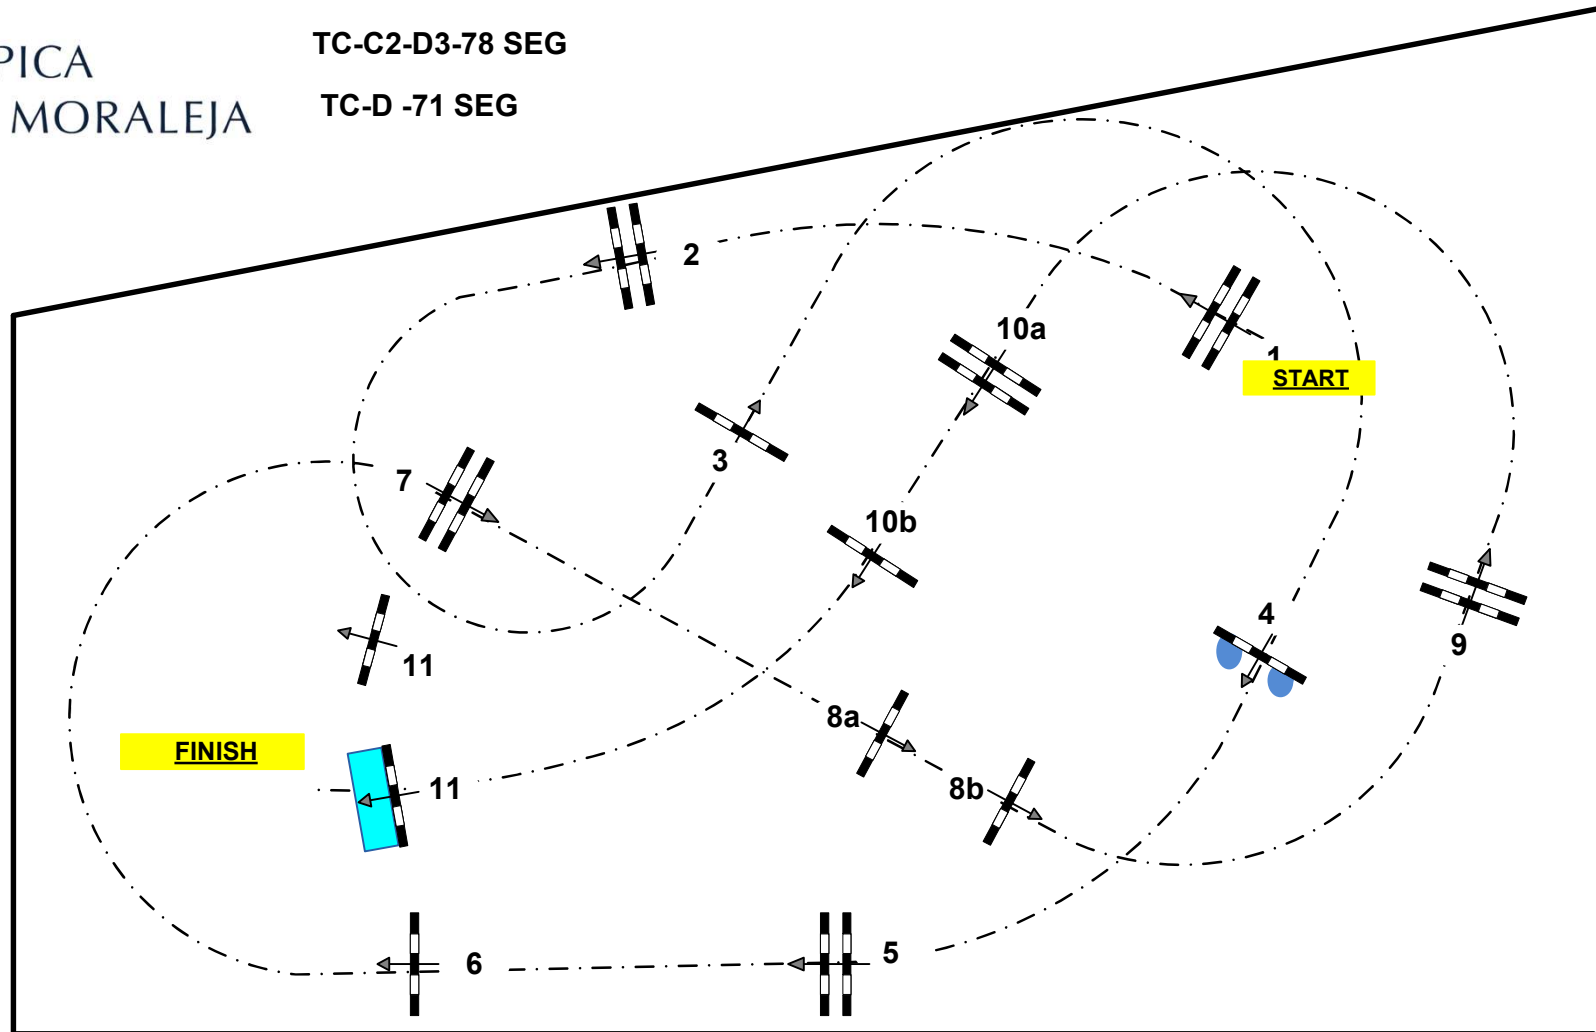 PICA
MORALEJA
TC-C2-D3-78 SEG
TC-D -71 SEG
2
10a
1
START
3
7
10b
4
9
11
8a
FINISH
8b
11
5
6